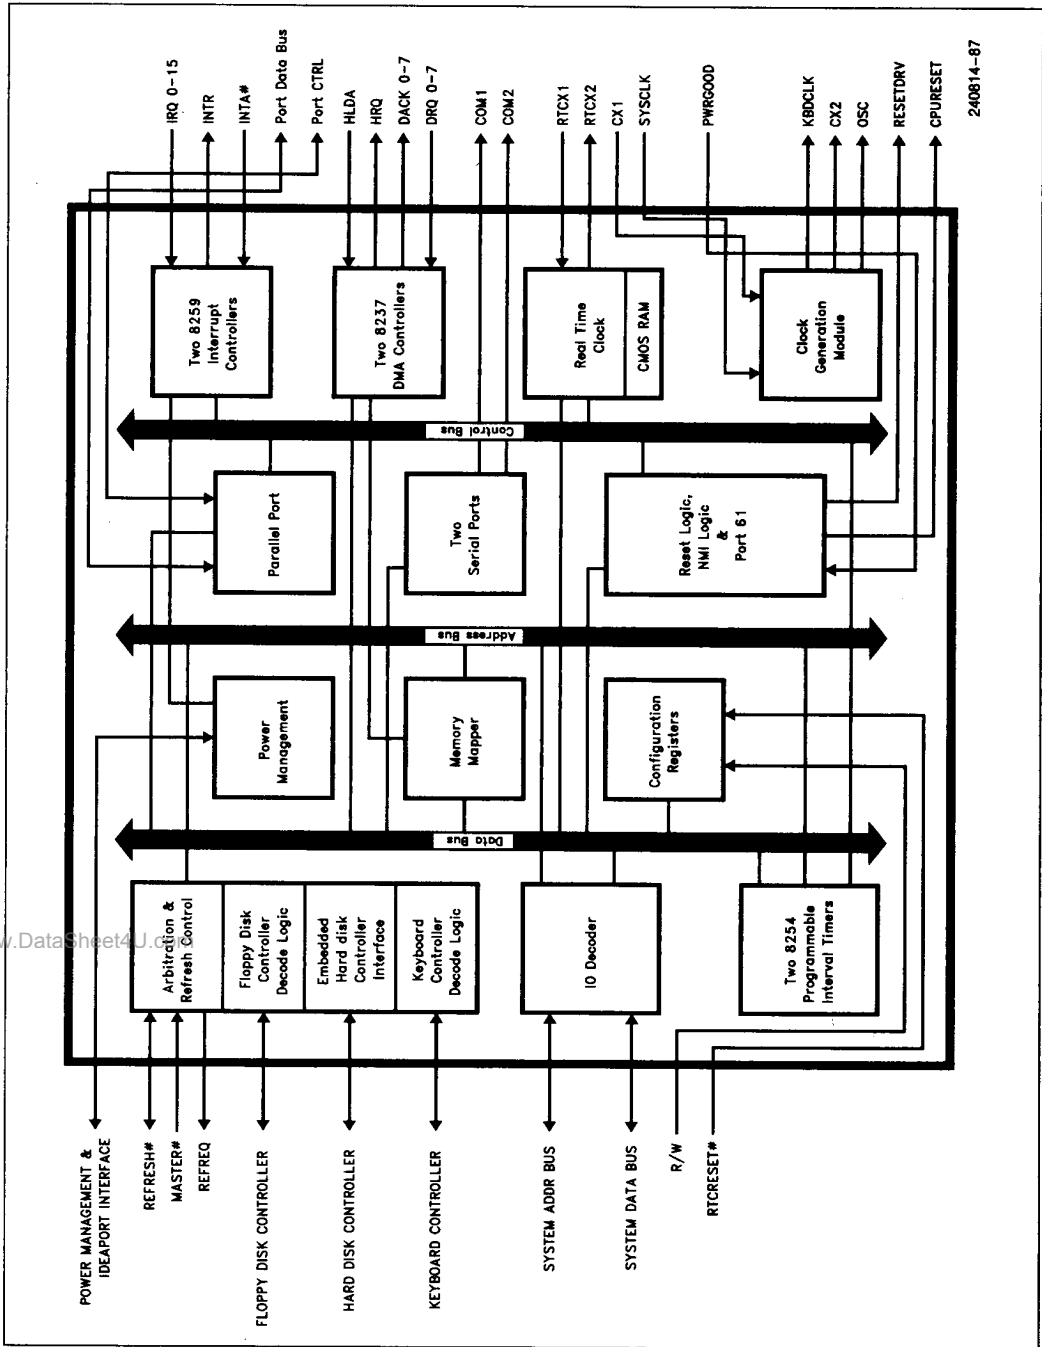 IRQ 0-15
INTR
INTA#
Port Data Bus
Port CTRL
HLDA
HRQ
DACK 0-7
DRQ 0-7
COM1
COM2
RTCX1
RTCX2
CX1
SYSCLK
PWRGOOD
KBDCLK
CX2
OSC
RESETDRV
CPURESET
240814-87
Two 8259
Interrupt
Controllers
Two 8237
DMA Controllers
Real Time
Clock
CMOS RAM
Clock
Generation
Module
Control Bus
Parallel Port
Two
Serial Ports
Reset Logic,
NMI Logic
&
Port 61
Address Bus
Power
Management
Memory
Mapper
Configuration
Registers
Data Bus
Arbitration &
Refresh Control
Floppy Disk
Controller
Decode Logic
Embedded
Hard disk
Controller
Interface
Keyboard
Controller
Decode Logic
IO Decoder
Two 8254
Programmable
Interval Timers
POWER MANAGEMENT &
IDEAPORT INTERFACE
REFRESH#
MASTER#
REFREQ
FLOPPY DISK CONTROLLER
HARD DISK CONTROLLER
KEYBOARD CONTROLLER
SYSTEM ADDR BUS
SYSTEM DATA BUS
R/W
RTCRESET#
w.DataSheet4U.com